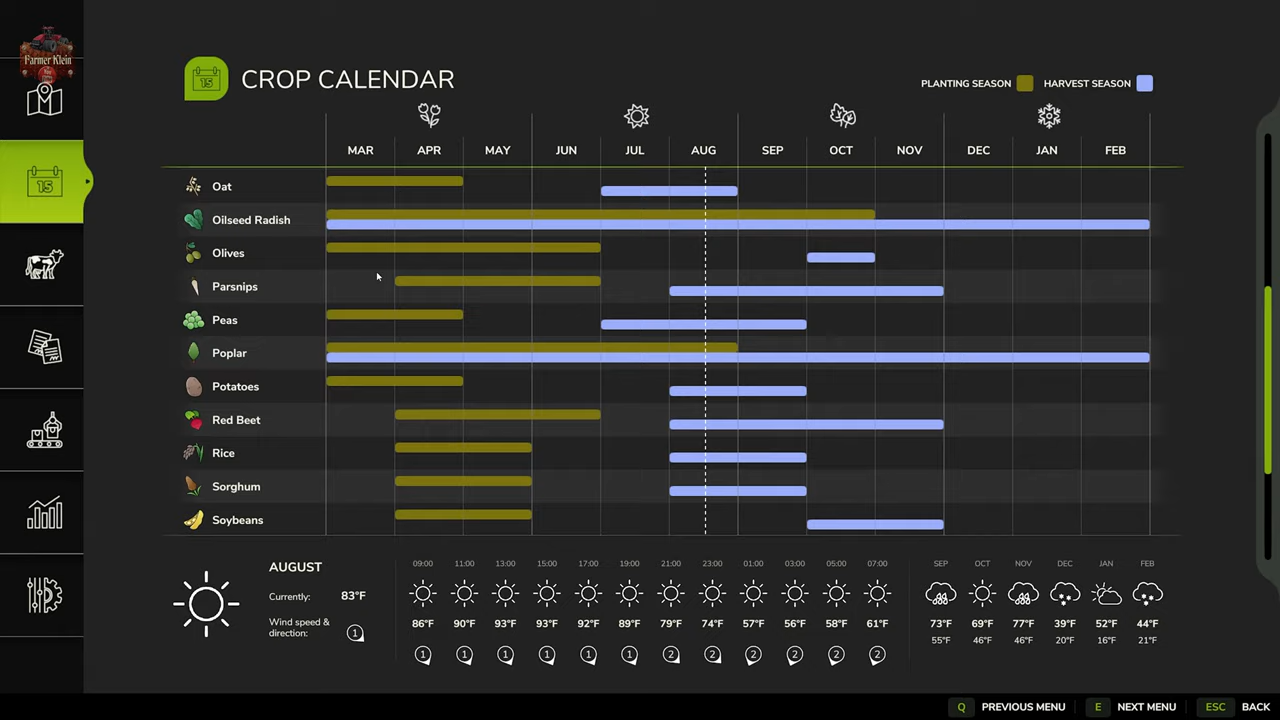 Farmer Klein
You Tube
15
CROP CALENDAR
PLANTING SEASON
HARVEST SEASON
MAR APR MAY JUN JUL AUG SEP OCT NOV DEC JAN FEB
15
Oat
Oilseed Radish
Olives
Parsnips
Peas
Poplar
Potatoes
Red Beet
Rice
Sorghum
Soybeans
AUGUST
Currently: 83°F
Wind speed & direction: 1
09:00 11:00 13:00 15:00 17:00 19:00 21:00 23:00 01:00 03:00 05:00 07:00
86°F 90°F 93°F 93°F 92°F 89°F 79°F 74°F 57°F 56°F 58°F 61°F
1 1 1 1 1 1 2 2 2 2 2 2
SEP OCT NOV DEC JAN FEB
73°F 69°F 77°F 39°F 52°F 44°F
55°F 46°F 46°F 20°F 16°F 21°F
Q PREVIOUS MENU E NEXT MENU ESC BACK